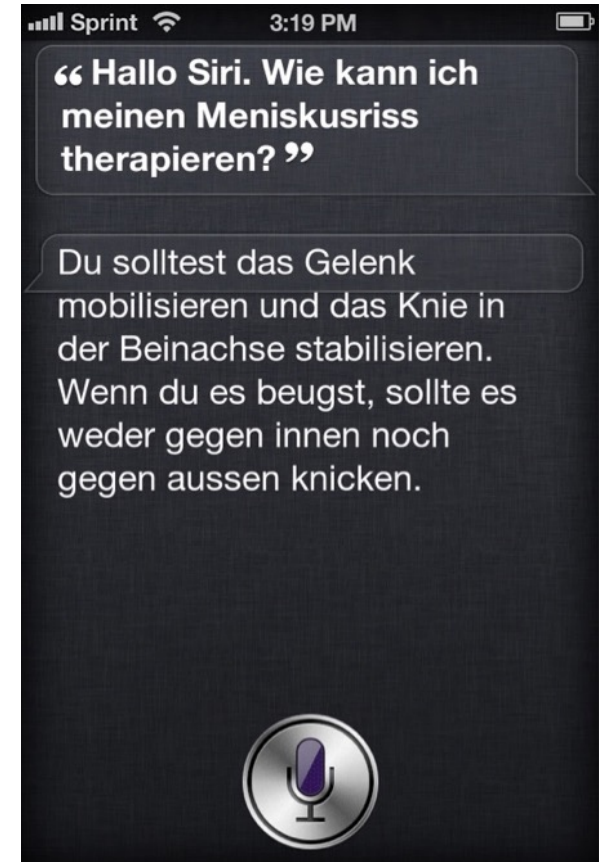 Sprint 3:19 PM
“ Hallo Siri. Wie kann ich
meinen Meniskusriss
therapieren? ”
Du solltest das Gelenk
mobilisieren und das Knie in
der Beinachse stabilisieren.
Wenn du es beugst, sollte es
weder gegen innen noch
gegen aussen knicken.